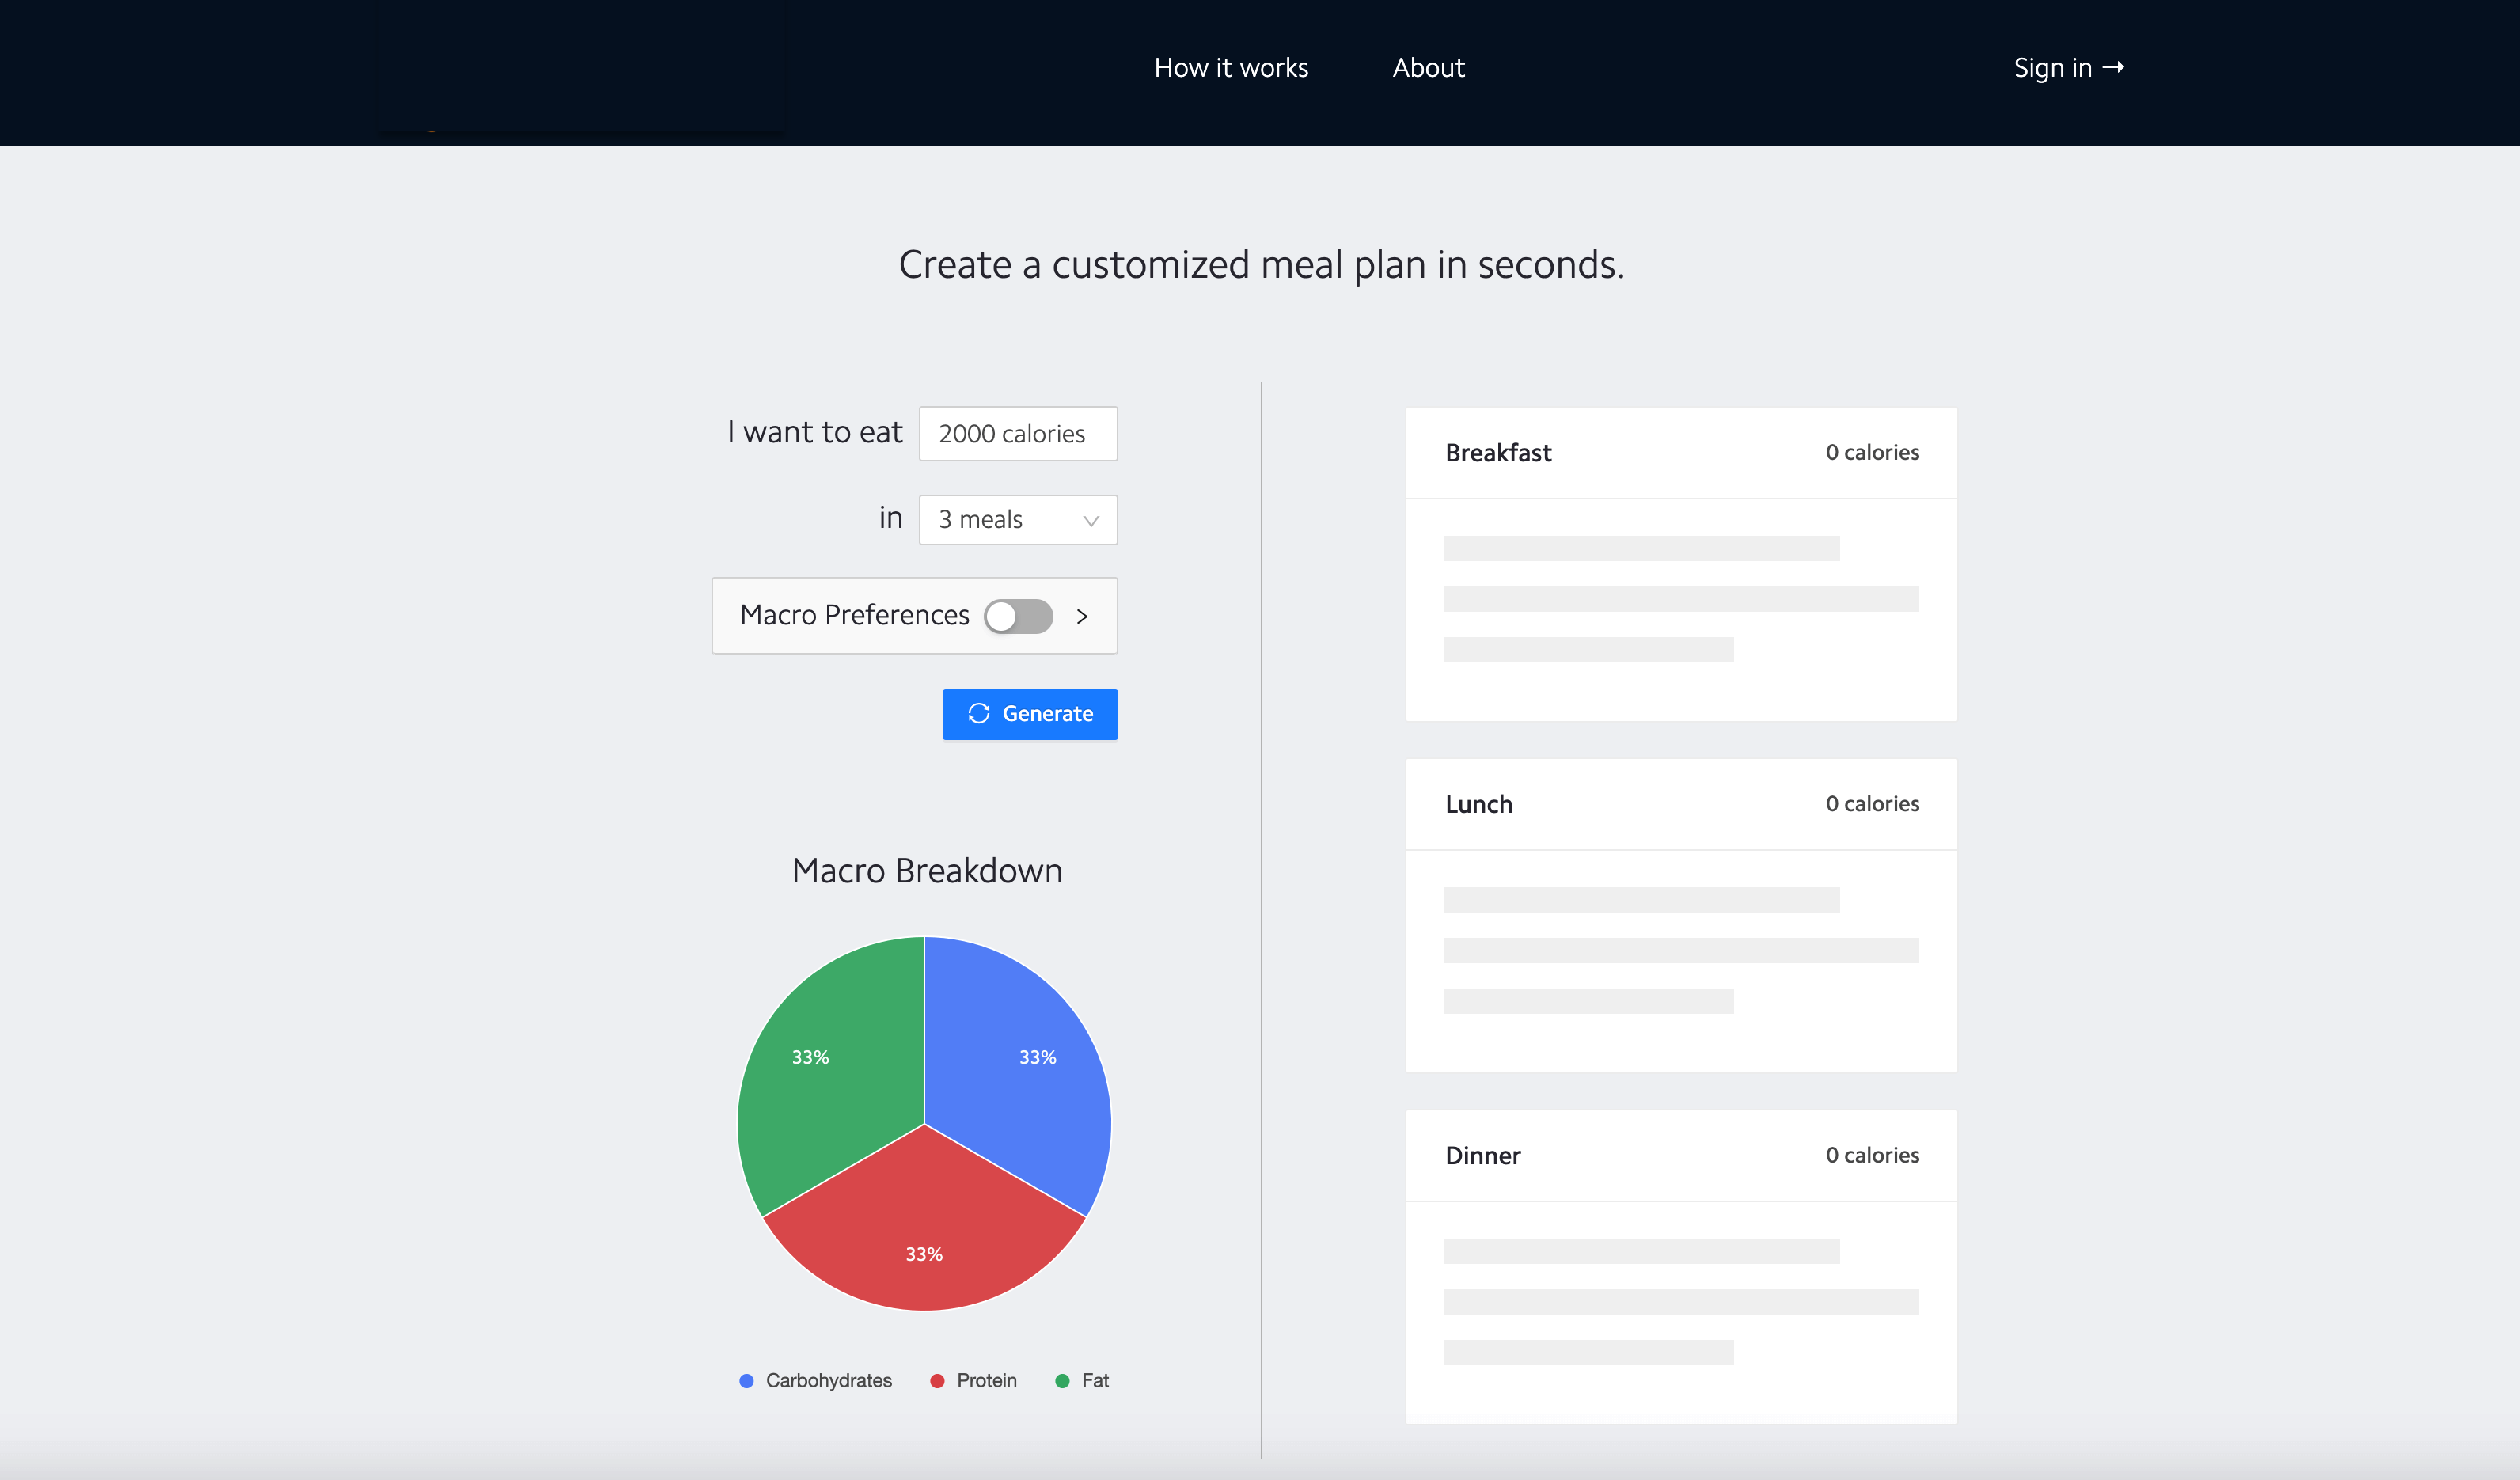 How it works About Sign in →
Create a customized meal plan in seconds.
I want to eat 2000 calories
in 3 meals
Macro Preferences >
Generate
Macro Breakdown
33% 33%
33%
Carbohydrates Protein Fat
Breakfast 0 calories
Lunch 0 calories
Dinner 0 calories